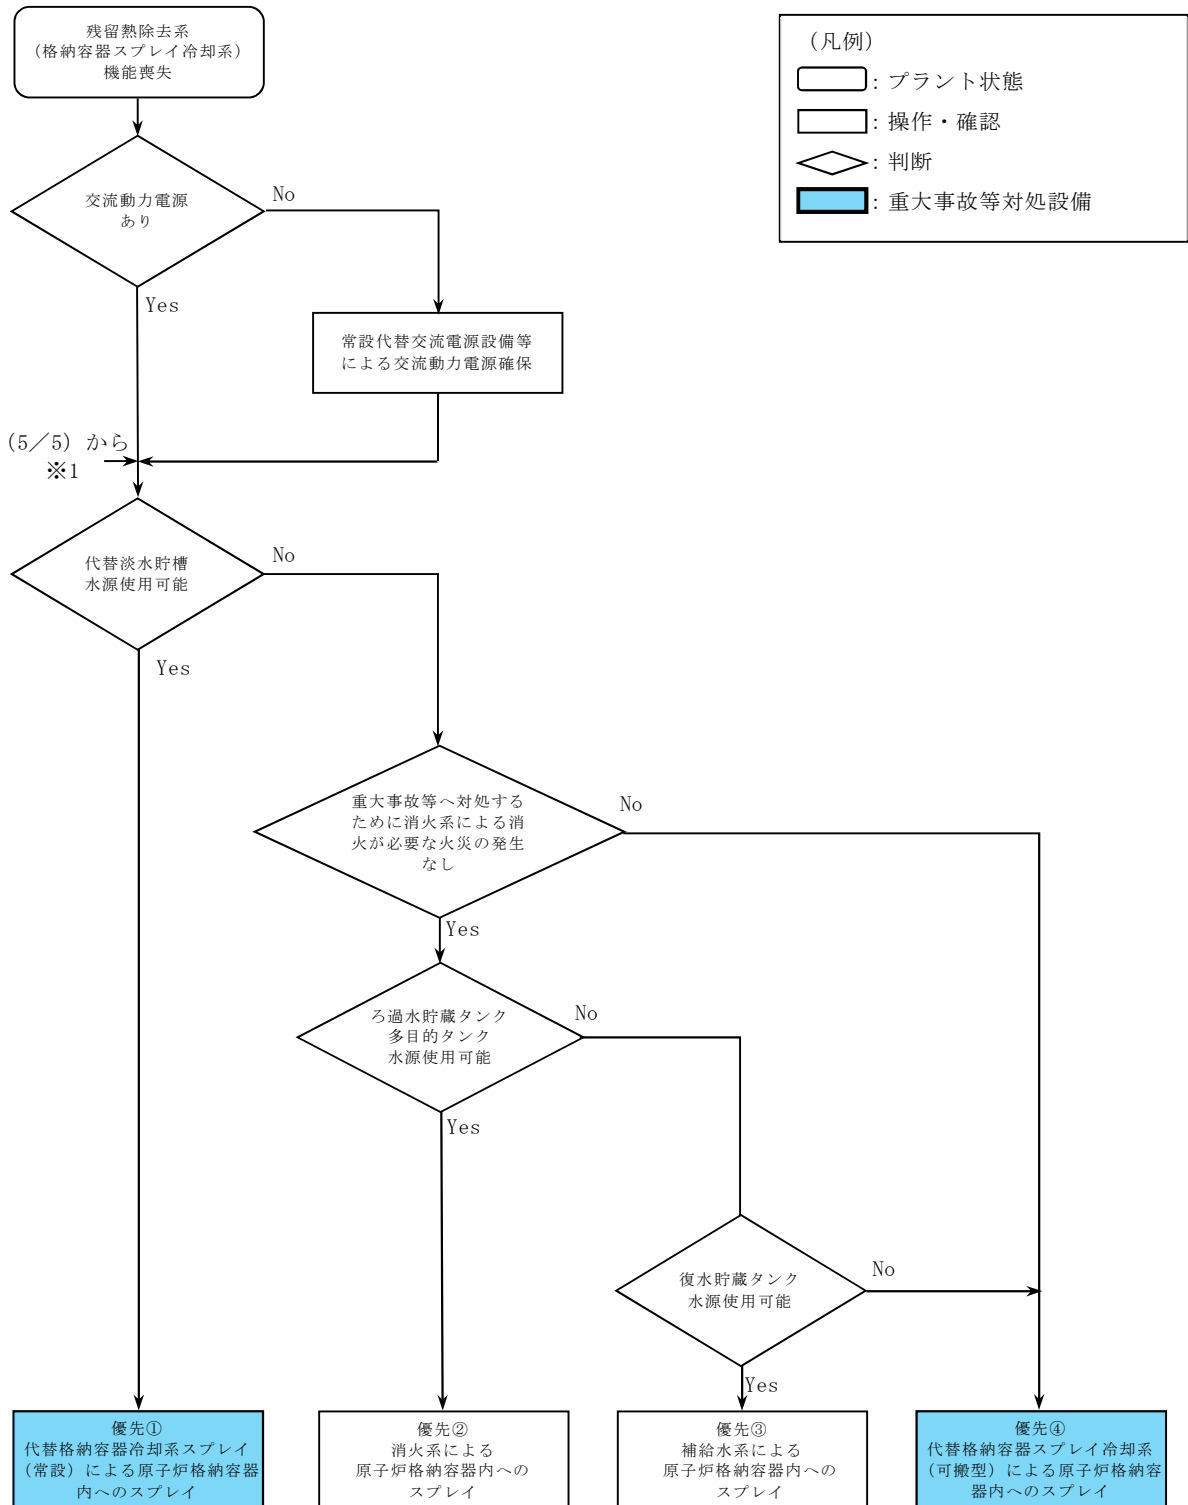 残留熱除去系
（格納容器スプレイ冷却系）
機能喪失
（凡例）
：プラント状態
：操作・確認
：判断
：重大事故等対処設備
交流動力電源
あり
No
Yes
常設代替交流電源設備等
による交流動力電源確保
（5／5）から
※1
代替淡水貯槽
水源使用可能
No
Yes
重大事故等へ対処する
ために消火系による消
火が必要な火災の発生
なし
No
Yes
ろ過水貯蔵タンク
多目的タンク
水源使用可能
No
Yes
復水貯蔵タンク
水源使用可能
No
Yes
優先①
代替格納容器冷却系スプレイ
（常設）による原子炉格納容器
内へのスプレイ
優先②
消火系による
原子炉格納容器内への
スプレイ
優先③
補給水系による
原子炉格納容器内への
スプレイ
優先④
代替格納容器スプレイ冷却系
（可搬型）による原子炉格納容
器内へのスプレイ